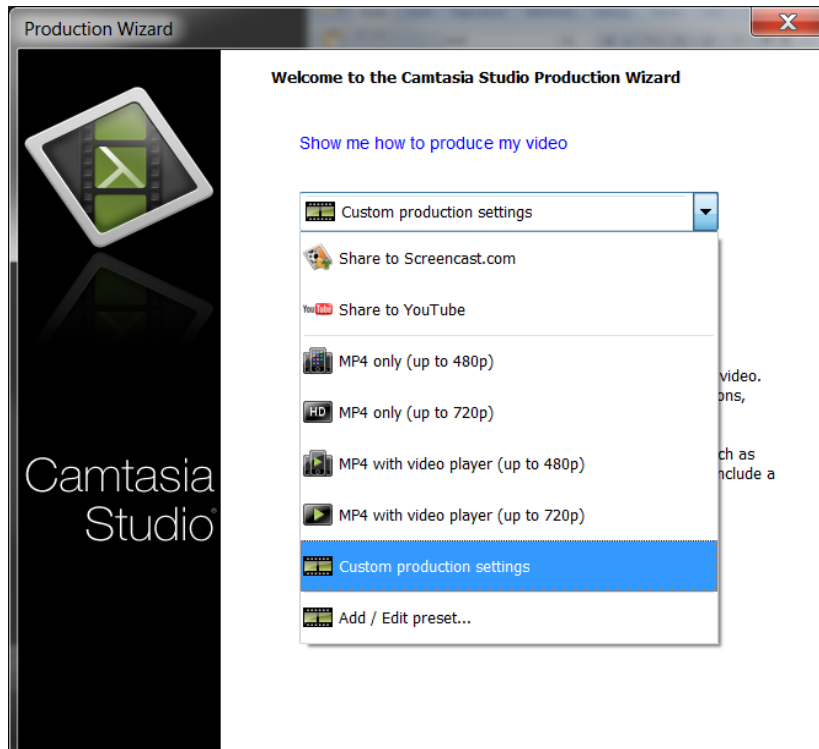 Production Wizard
Welcome to the Camtasia Studio Production Wizard
Show me how to produce my video
Custom production settings
Share to Screencast.com
You Tube Share to YouTube
MP4 only (up to 480p)
video.
HD MP4 only (up to 720p)
MP4 with video player (up to 480p)
ch as
a
MP4 with video player (up to 720p)
Custom production settings
Add / Edit preset...
Camtasia
Studio